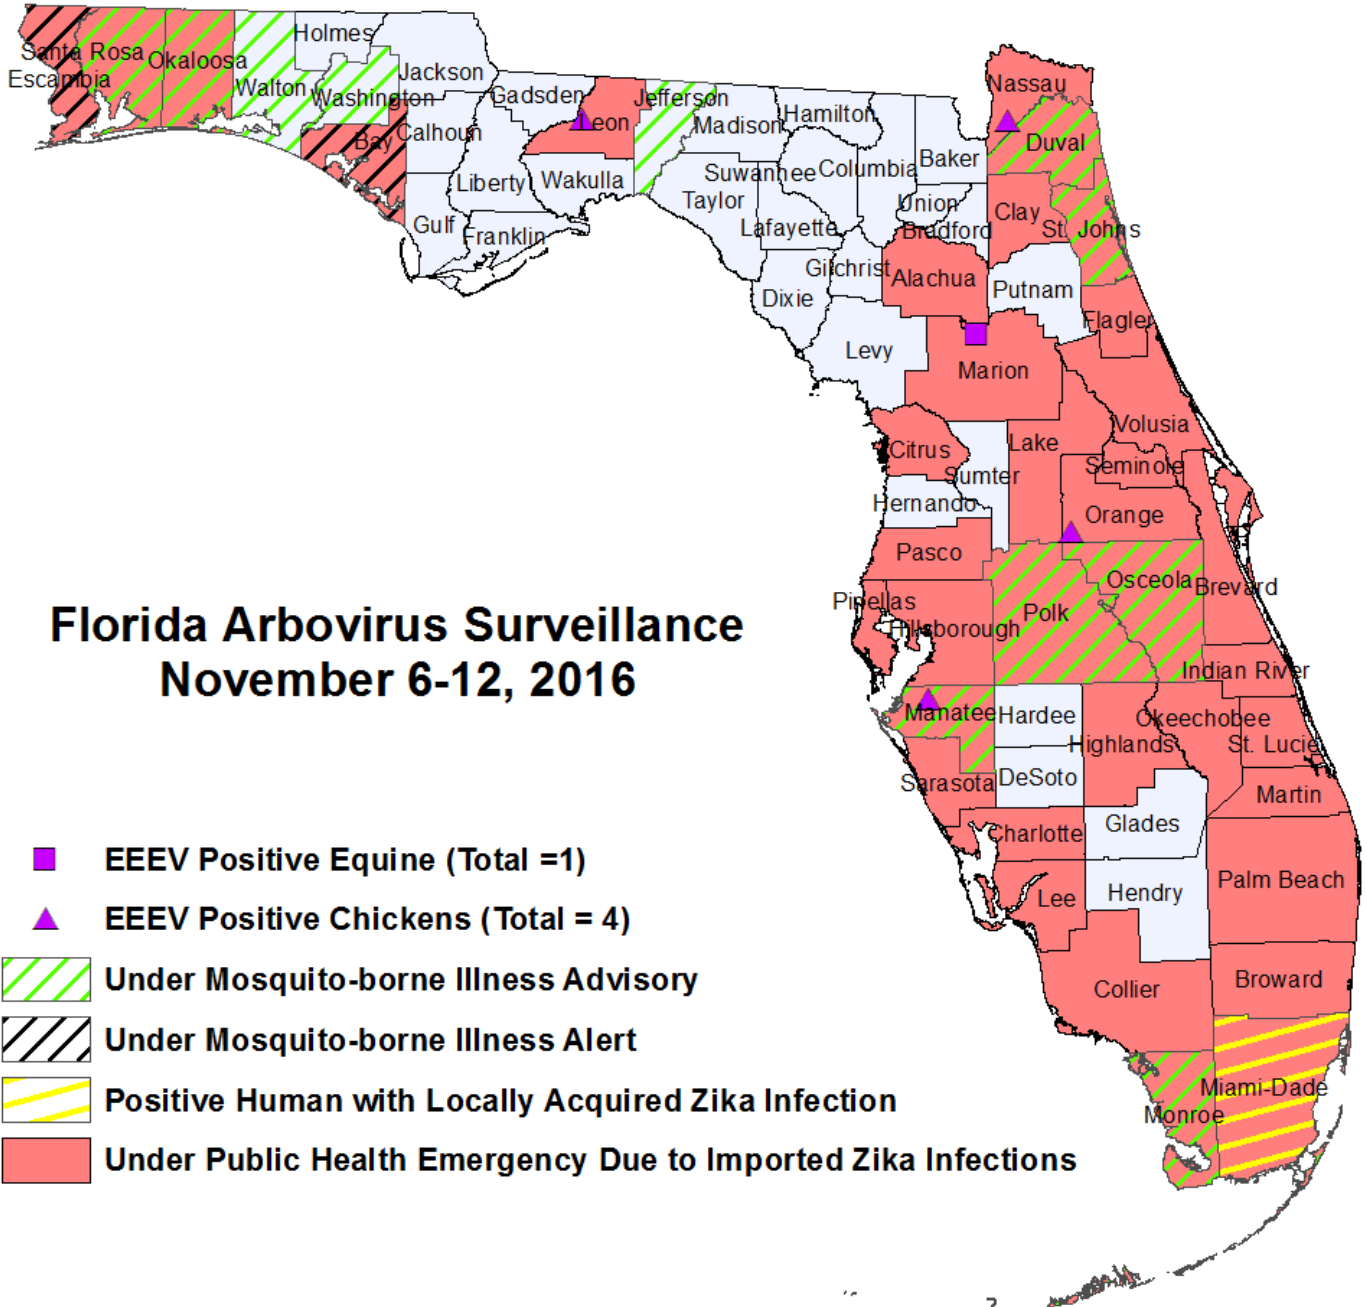 Holmes
Santa Rosa
Okaloosa
Escambia
Walton
Washington
Jackson
Bay
Calhoun
Gadsden
Leon
Jefferson
Madison
Hamilton
Liberty
Wakulla
Gulf
Franklin
Taylor
Suwannee
Columbia
Lafayette
Baker
Union
Bradford
Nassau
Duval
Clay
St. Johns
Gilchrist
Alachua
Putnam
Dixie
Flagler
Levy
Marion
Volusia
Citrus
Lake
Sumter
Seminole
Hernando
Orange
Pasco
Osceola
Brevard
Pinellas
Polk
Hillsborough
Indian River
Manatee
Hardee
Okeechobee
Highlands
St. Lucie
Sarasota
DeSoto
Martin
Charlotte
Glades
Palm Beach
Lee
Hendry
Collier
Broward
Miami-Dade
Monroe
Florida Arbovirus Surveillance
November 6-12, 2016
EEEV Positive Equine (Total =1)
EEEV Positive Chickens (Total = 4)
Under Mosquito-borne Illness Advisory
Under Mosquito-borne Illness Alert
Positive Human with Locally Acquired Zika Infection
Under Public Health Emergency Due to Imported Zika Infections